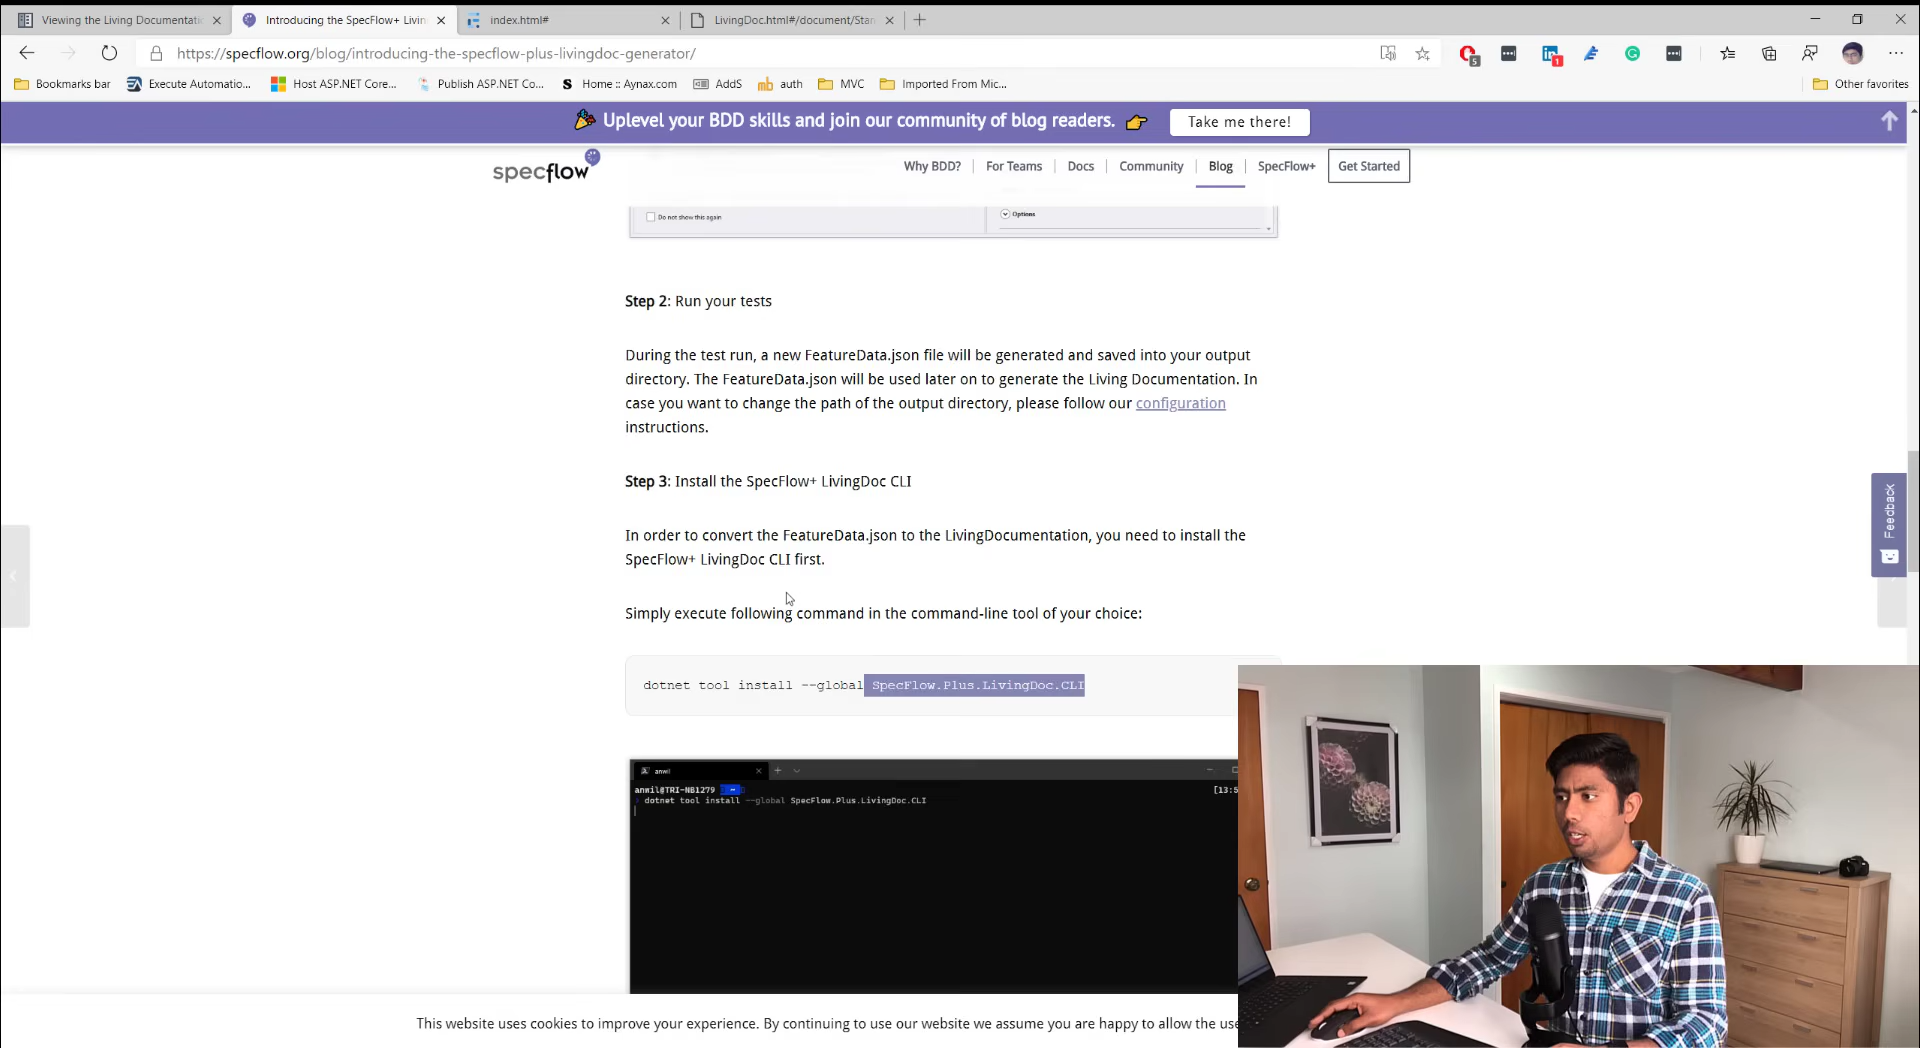 Viewing the Living Documentati
Introducing the SpecFlow+ Livin
index.html#
LivingDoc.html#/document/Star
https://specflow.org/blog/introducing-the-specflow-plus-livingdoc-generator/
5
1
Bookmarks bar
Execute Automatio...
Host ASP.NET Core...
Publish ASP.NET Co...
S Home :: Aynax.com
AddS
mb auth
MVC
Imported From Mic...
Other favorites
Uplevel your BDD skills and join our community of blog readers.
Take me there!
specflow
Why BDD?
For Teams
Docs
Community
Blog
SpecFlow+
Get Started
Do not show this again
Options
Step 2: Run your tests
During the test run, a new FeatureData.json file will be generated and saved into your output
directory. The FeatureData.json will be used later on to generate the Living Documentation. In
case you want to change the path of the output directory, please follow our configuration
instructions.
Step 3: Install the SpecFlow+ LivingDoc CLI
In order to convert the FeatureData.json to the LivingDocumentation, you need to install the
SpecFlow+ LivingDoc CLI first.
Simply execute following command in the command-line tool of your choice:
dotnet tool install --global SpecFlow.Plus.LivingDoc.CLI
Feedback
anwil
anwil@TRI-NB1279 ~
[13:5
dotnet tool install --global SpecFlow.Plus.LivingDoc.CLI
This website uses cookies to improve your experience. By continuing to use our website we assume you are happy to allow the use